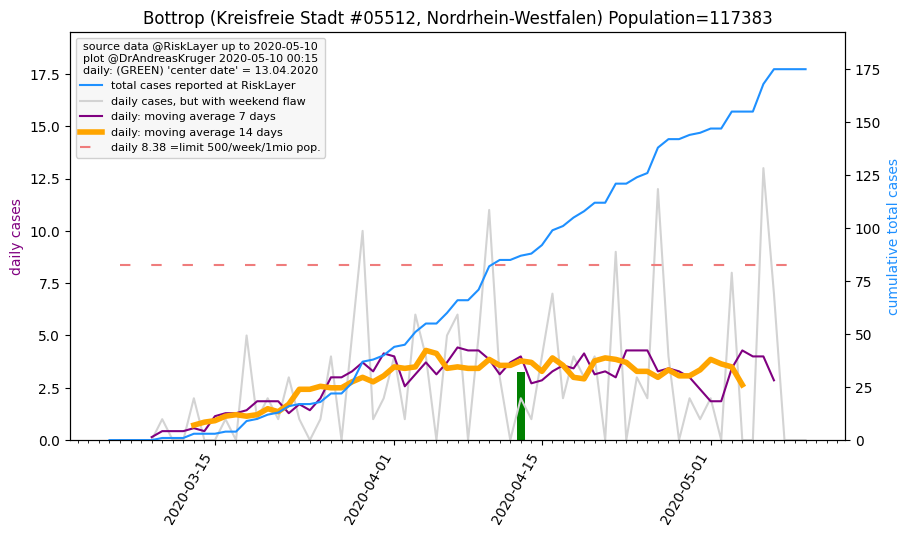 Bottrop (Kreisfreie Stadt #05512, Nordrhein-Westfalen) Population=117383
source data @RiskLayer up to 2020-05-10
plot @DrAndreasKruger 2020-05-10 00:15
daily: (GREEN) 'center date' = 13.04.2020
total cases reported at RiskLayer
daily cases, but with weekend flaw
daily: moving average 7 days
daily: moving average 14 days
daily 8.38 =limit 500/week/1mio pop.
daily cases
17.5
15.0
12.5
10.0
7.5
5.0
2.5
0.0
175
150
125
100
75
50
25
0
cumulative total cases
2020-03-15
2020-04-01
2020-04-15
2020-05-01